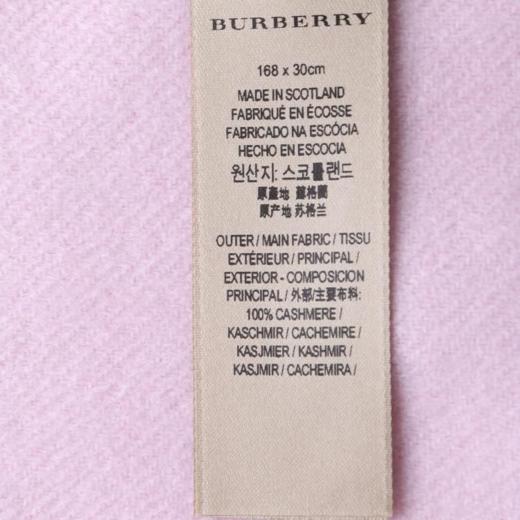 BURBERRY
168 x 30cm
MADE IN SCOTLAND
FABRIQUÉ EN ÉCOSSE
FABRICADO NA ESCÓCIA
HECHO EN ESCOCIA
원산지: 스코틀랜드
原產地 蘇格蘭
原产地 苏格兰
OUTER / MAIN FABRIC / TISSU
EXTÉRIEUR / PRINCIPAL /
EXTERIOR - COMPOSICION
PRINCIPAL / 外部/主要布料:
100% CASHMERE /
KASCHMIR / CACHEMIRE /
KASJMIER / KASHMIR /
KASJMIR / CACHEMIRA /